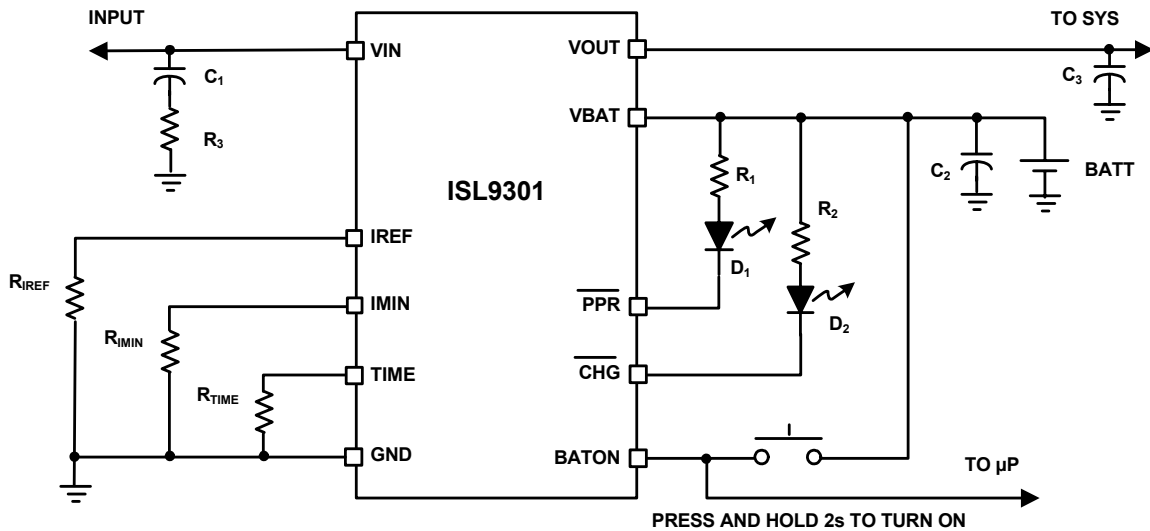 INPUT
TO SYS
VIN
VOUT
C1
C3
R3
VBAT
ISL9301
R1
C2
BATT
R2
IREF
D1
RIREF
IMIN
PPR
D2
RIMIN
TIME
CHG
RTIME
GND
BATON
TO µP
PRESS AND HOLD 2s TO TURN ON